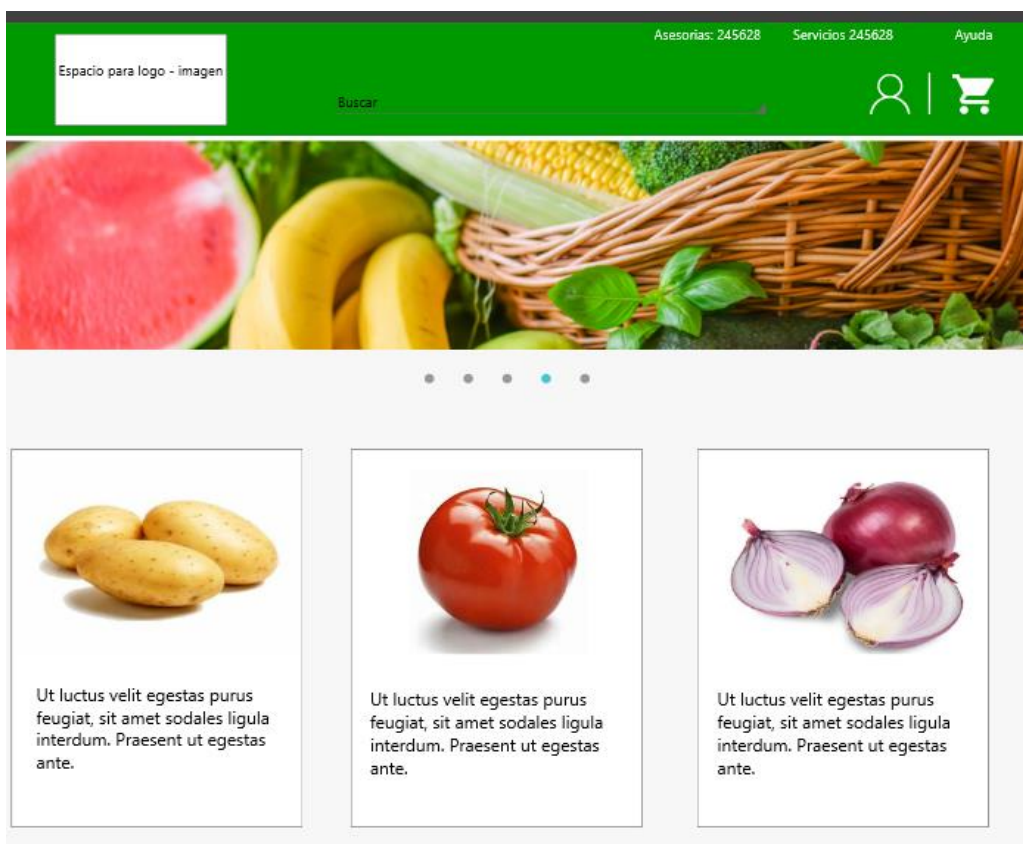 Asesorias: 245628
Servicios 245628
Ayuda
Espacio para logo - imagen
Buscar
Ut luctus velit egestas purus
feugiat, sit amet sodales ligula
interdum. Praesent ut egestas
ante.
Ut luctus velit egestas purus
feugiat, sit amet sodales ligula
interdum. Praesent ut egestas
ante.
Ut luctus velit egestas purus
feugiat, sit amet sodales ligula
interdum. Praesent ut egestas
ante.